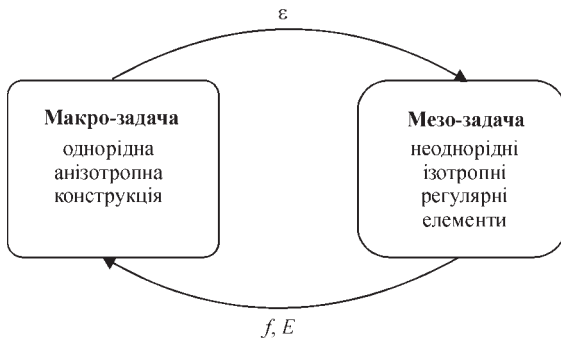 ε
Макро-задача
однорідна
анізотропна
конструкція
Мезо-задача
неоднорідні
ізотропні
регулярні
елементи
f, E